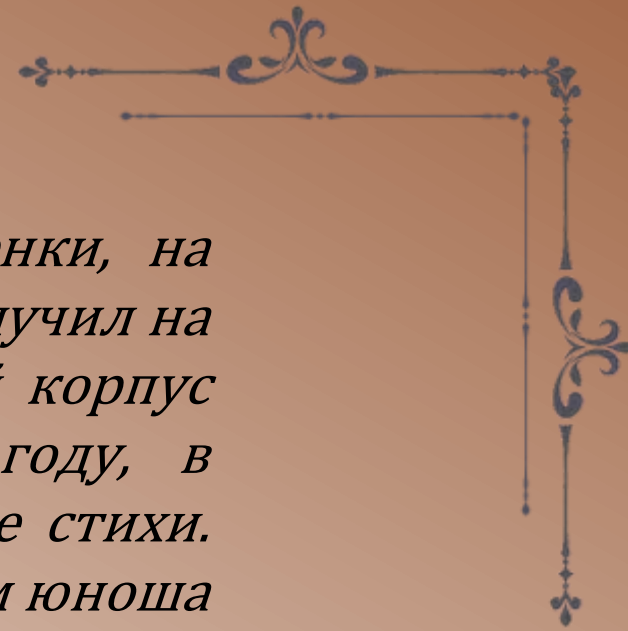 нки, на
учил на
корпус
году, в
е стихи.
юноша